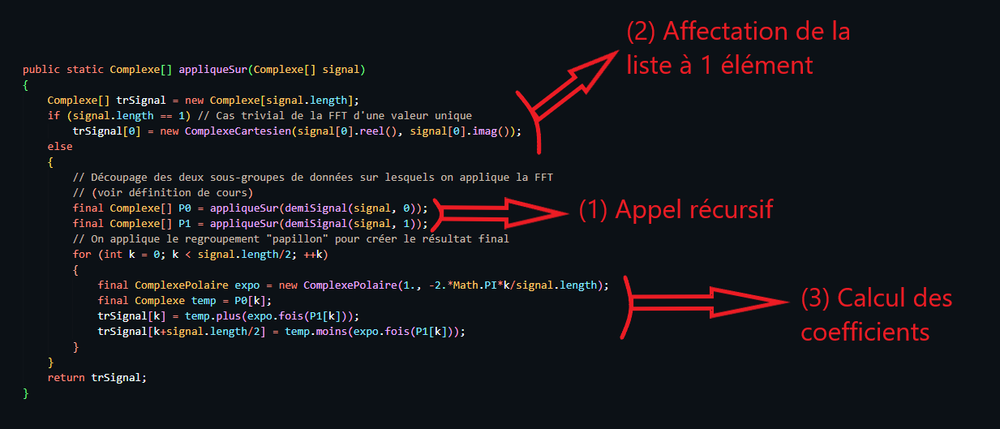 (2) Affectation de la
liste à 1 élément
public static Complexe[] appliqueSur(Complexe[] signal)
{
Complexe[] trSignal = new Complexe[signal.length];
if (signal.length == 1) // Cas trivial de la FFT d'une valeur unique
trSignal[0] = new ComplexeCartesien(signal[0].reel(), signal[0].imag());
else
{
// Découpage des deux sous-groupes de données sur lesquels on applique la FFT
// (voir définition de cours)
final Complexe[] P0 = appliqueSur(demiSignal(signal, 0));
final Complexe[] P1 = appliqueSur(demiSignal(signal, 1));
(1) Appel récursif
// On applique le regroupement "papillon" pour créer le résultat final
for (int k = 0; k < signal.length/2; ++k)
{
final ComplexePolaire expo = new ComplexePolaire(1., -2.*Math.PI*k/signal.length);
final Complexe temp = P0[k];
trSignal[k] = temp.plus(expo.fois(P1[k]));
trSignal[k+signal.length/2] = temp.moins(expo.fois(P1[k]));
(3) Calcul des
coefficients
}
}
return trSignal;
}